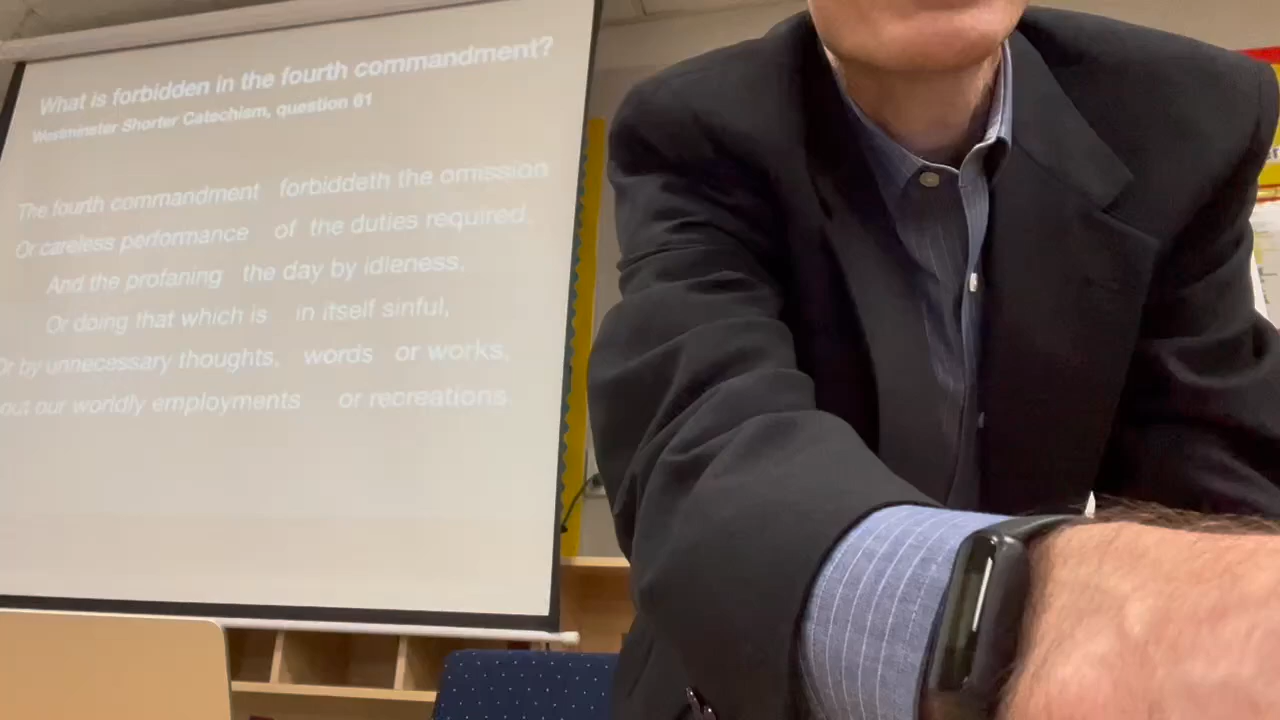 What is forbidden in the fourth commandment?
Westminster Shorter Catechism, question 61
The fourth commandment forbiddeth the omission
Or careless performance of the duties required,
And the profaning the day by idleness,
Or doing that which is in itself sinful,
Or by unnecessary thoughts, words or works,
out our worldly employments or recreations.